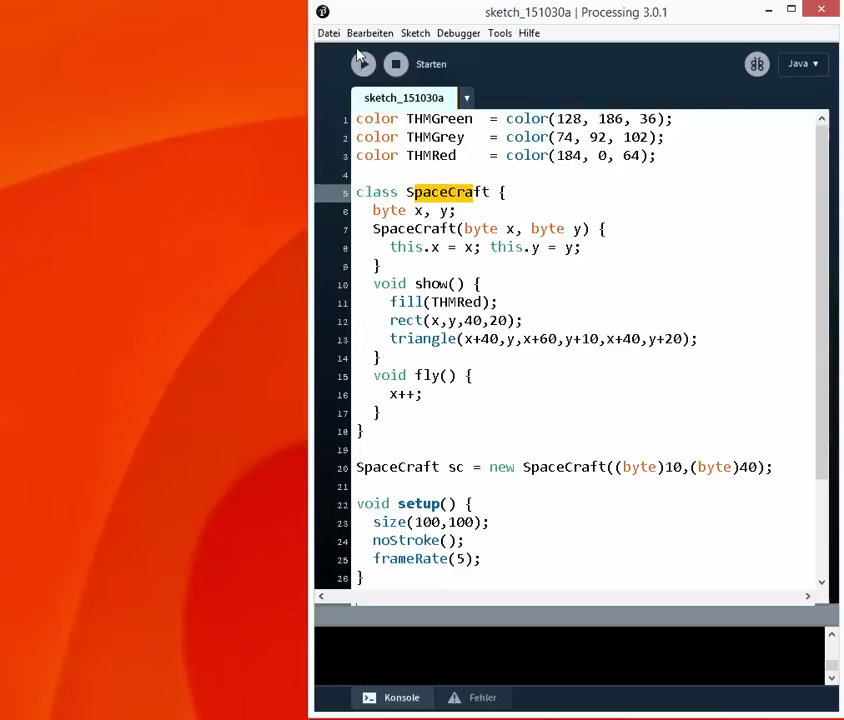 sketch_151030a | Processing 3.0.1
Datei Bearbeiten Sketch Debugger Tools Hilfe
Starten
Java ▾
sketch_151030a
1 color THMGreen = color(128, 186, 36);
2 color THMGrey = color(74, 92, 102);
3 color THMRed = color(184, 0, 64);
4
5 class SpaceCraft {
6 byte x, y;
7 SpaceCraft(byte x, byte y) {
8 this.x = x; this.y = y;
9 }
10 void show() {
11 fill(THMRed);
12 rect(x,y,40,20);
13 triangle(x+40,y,x+60,y+10,x+40,y+20);
14 }
15 void fly() {
16 x++;
17 }
18 }
19
20 SpaceCraft sc = new SpaceCraft((byte)10,(byte)40);
21
22 void setup() {
23 size(100,100);
24 noStroke();
25 frameRate(5);
26 }
Konsole Fehler